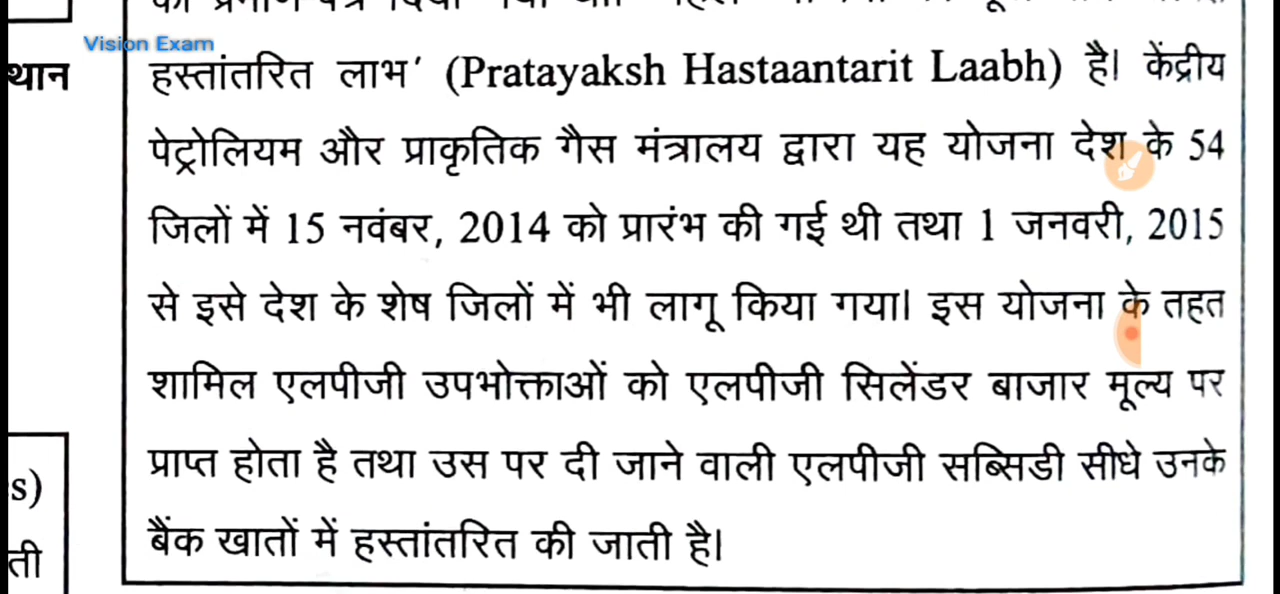 Vision Exam
थान
हस्तांतरित लाभ' (Pratayaksh Hastaantarit Laabh) है। केंद्रीय
पेट्रोलियम और प्राकृतिक गैस मंत्रालय द्वारा यह योजना देश के 54
जिलों में 15 नवंबर, 2014 को प्रारंभ की गई थी तथा 1 जनवरी, 2015
से इसे देश के शेष जिलों में भी लागू किया गया। इस योजना के तहत
शामिल एलपीजी उपभोक्ताओं को एलपीजी सिलेंडर बाजार मूल्य पर
प्राप्त होता है तथा उस पर दी जाने वाली एलपीजी सब्सिडी सीधे उनके
बैंक खातों में हस्तांतरित की जाती है।
s)
ती